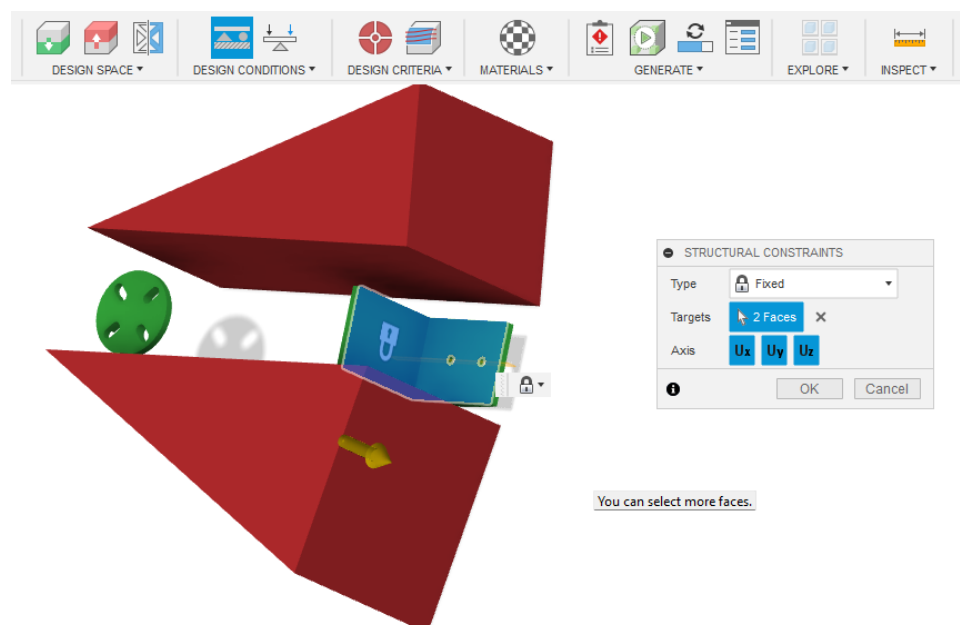 DESIGN SPACE ▼
DESIGN CONDITIONS ▼
DESIGN CRITERIA ▼
MATERIALS ▼
GENERATE ▼
EXPLORE ▼
INSPECT ▼
STRUCTURAL CONSTRAINTS
Type
Fixed
Targets
2 Faces
Axis
Ux Uy Uz
OK
Cancel
You can select more faces.